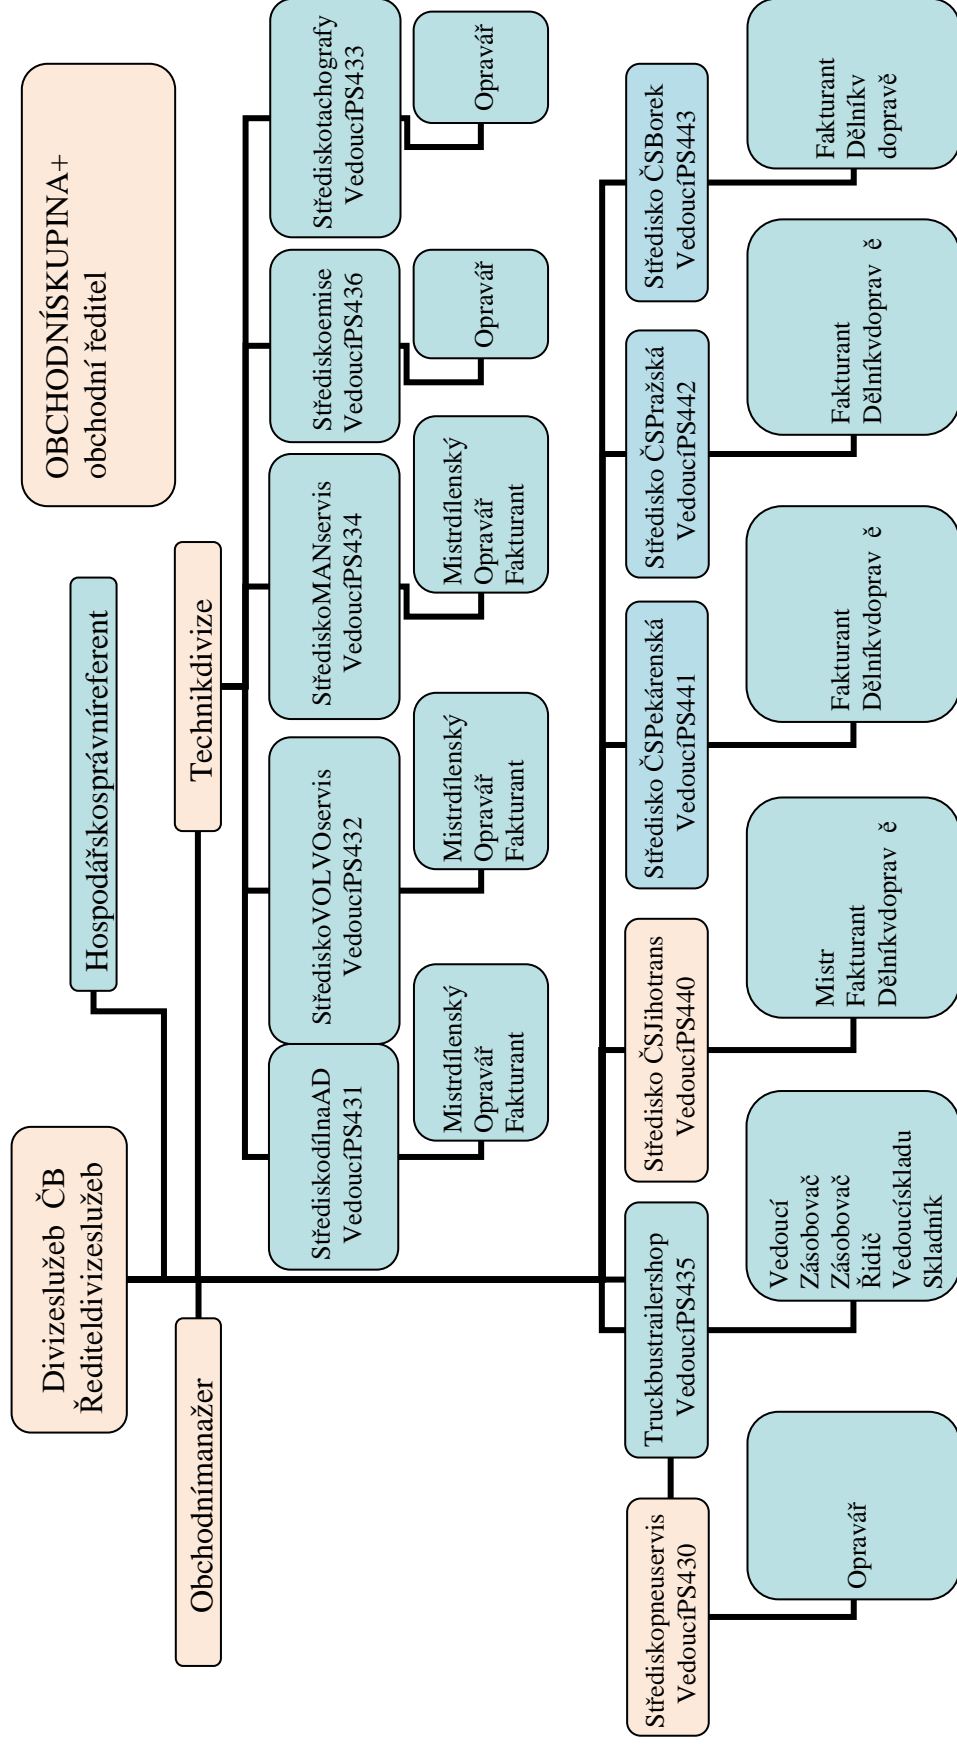 OBCHODNÍSKUPINA+
obchodní ředitel
Divizeslužeb ČB
Řediteldivizeslužeb
Hospodářskosprávníreferent
Obchodnímanažer
Technikdivize
StřediskodílnaAD
VedoucíPS431
StřediskoVOLVOservis
VedoucíPS432
StřediskoMANservis
VedoucíPS434
Střediskoemise
VedoucíPS436
Střediskotachografy
VedoucíPS433
Mistrdílenský
Opravář
Fakturant
Mistrdílenský
Opravář
Fakturant
Mistrdílenský
Opravář
Fakturant
Opravář
Opravář
Střediskopneuservis
VedoucíPS430
Truckbustrailershop
VedoucíPS435
Středisko ČSJihotrans
VedoucíPS440
Středisko ČSPekárenská
VedoucíPS441
Středisko ČSPražská
VedoucíPS442
Středisko ČSBorek
VedoucíPS443
Opravář
Vedoucí
Zásobovač
Zásobovač
Řidič
Vedoucískladu
Skladník
Mistr
Fakturant
Dělníkvdoprav ě
Fakturant
Dělníkvdoprav ě
Fakturant
Dělníkvdoprav ě
Fakturant
Dělníkv
dopravě